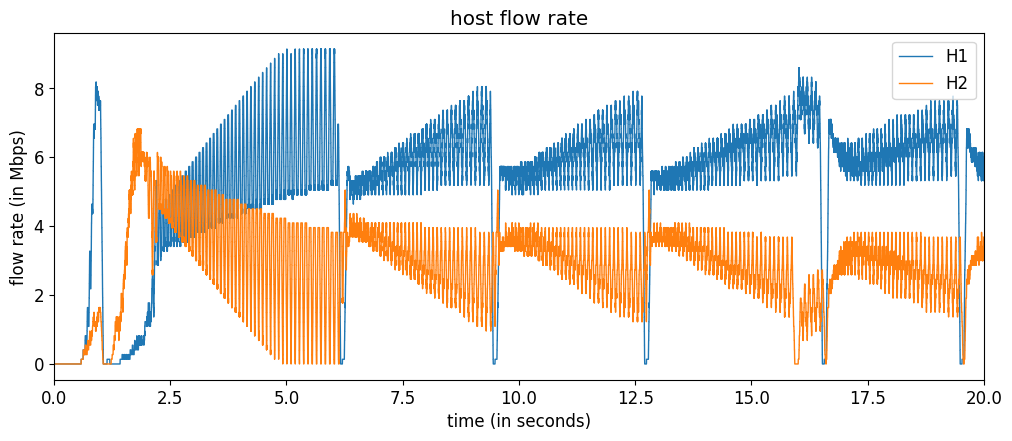 host flow rate
H1
H2
flow rate (in Mbps)
8
6
4
2
0
0.0 2.5 5.0 7.5 10.0 12.5 15.0 17.5 20.0
time (in seconds)